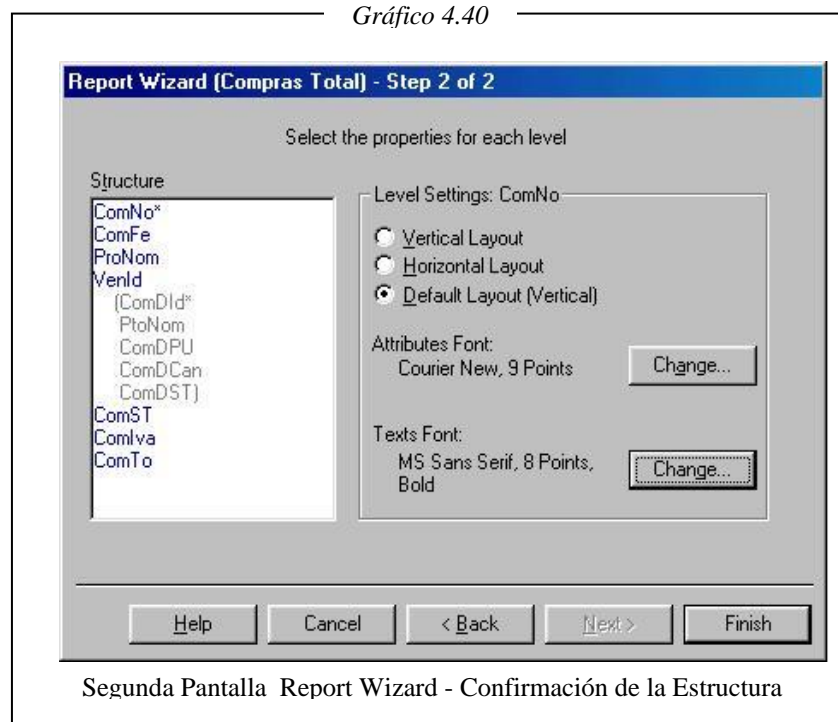 Gráfico 4.40
Report Wizard (Compras Total) - Step 2 of 2
Select the properties for each level
Structure
ComNo*
ComFe
ProNom
VenId
(ComDId*
PtoNom
ComDPU
ComDCan
ComDST)
ComST
ComIva
ComTo
Level Settings: ComNo
Vertical Layout
Horizontal Layout
Default Layout (Vertical)
Attributes Font:
Courier New, 9 Points
Change...
Texts Font:
MS Sans Serif, 8 Points,
Bold
Change...
Help Cancel < Back Next > Finish
Segunda Pantalla Report Wizard - Confirmación de la Estructura